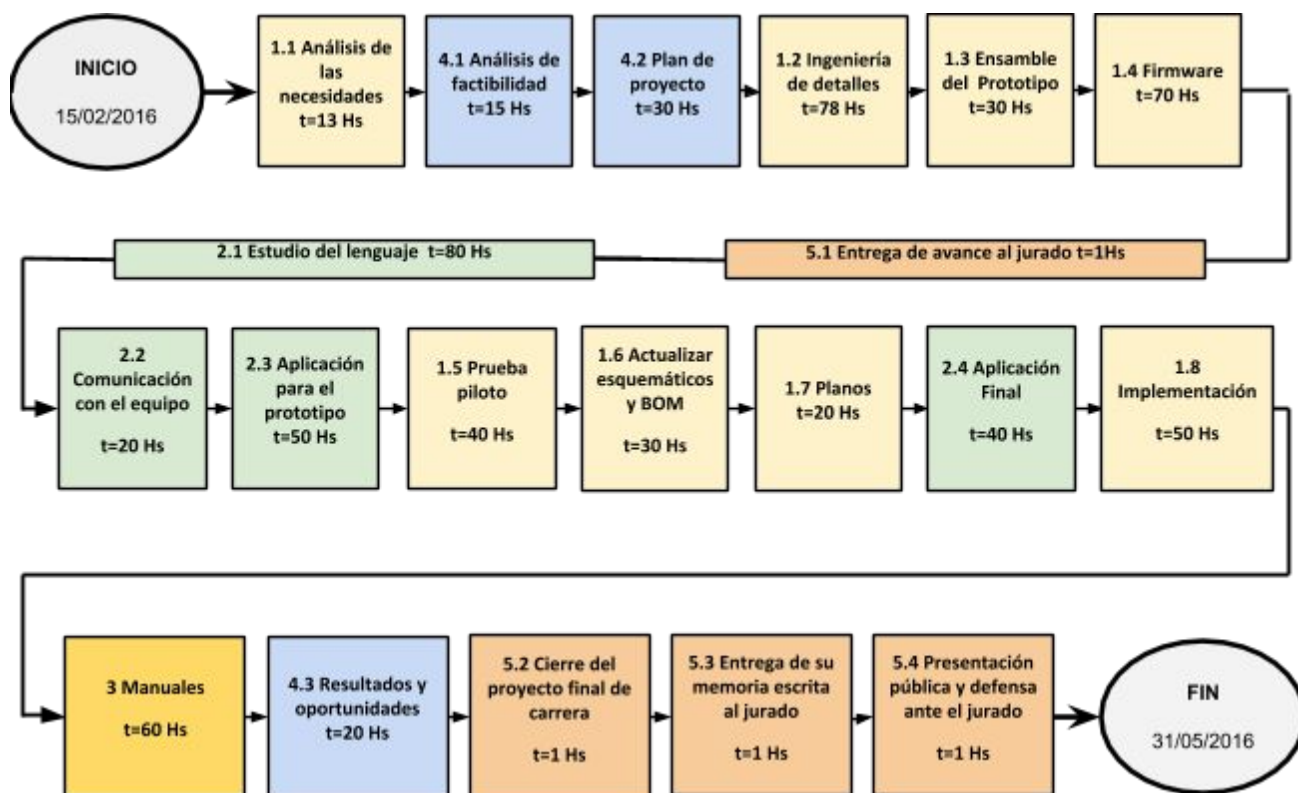 INICIO
15/02/2016
1.1 Análisis de
las
necesidades
t=13 Hs
4.1 Análisis de
factibilidad
t=15 Hs
4.2 Plan de
proyecto
t=30 Hs
1.2 Ingeniería
de detalles
t=78 Hs
1.3 Ensamble
del Prototipo
t=30 Hs
1.4 Firmware
t=70 Hs
2.1 Estudio del lenguaje t=80 Hs
5.1 Entrega de avance al jurado t=1Hs
2.2
Comunicación
con el equipo
t=20 Hs
2.3 Aplicación
para el
prototipo
t=50 Hs
1.5 Prueba
piloto
t=40 Hs
1.6 Actualizar
esquemáticos
y BOM
t=30 Hs
1.7 Planos
t=20 Hs
2.4 Aplicación
Final
t=40 Hs
1.8
Implementación
t=50 Hs
3 Manuales
t=60 Hs
4.3 Resultados y
oportunidades
t=20 Hs
5.2 Cierre del
proyecto final de
carrera
t=1 Hs
5.3 Entrega de su
memoria escrita
al jurado
t=1 Hs
5.4 Presentación
pública y defensa
ante el jurado
t=1 Hs
FIN
31/05/2016